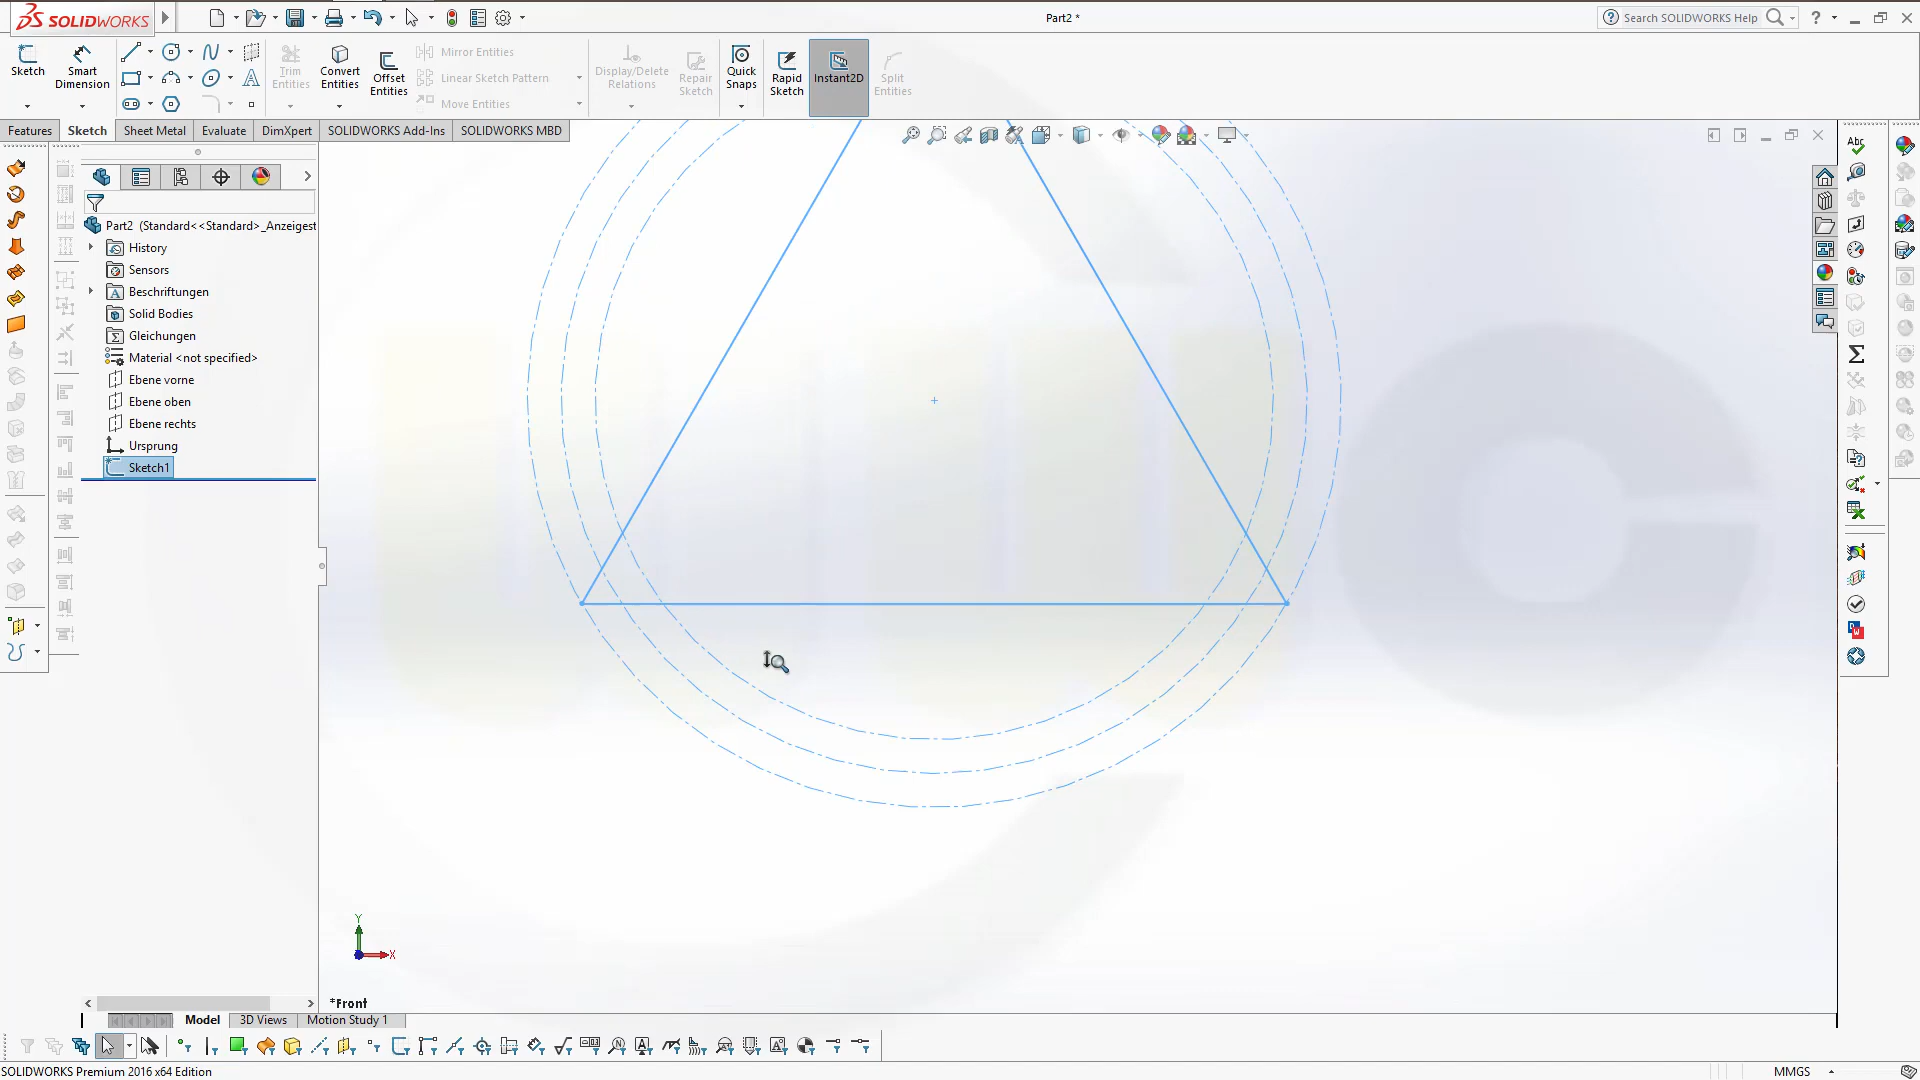 SOLIDWORKS
Part2 *
Search SOLIDWORKS Help
?
Sketch
Smart Dimension
Trim Entities
Convert Entities
Offset Entities
Mirror Entities
Linear Sketch Pattern
Move Entities
Display/Delete Relations
Repair Sketch
Quick Snaps
Rapid Sketch
Instant2D
Split Entities
Features
Sketch
Sheet Metal
Evaluate
DimXpert
SOLIDWORKS Add-Ins
SOLIDWORKS MBD
Part2 (Standard<<Standard>_Anzeigest
History
Sensors
Beschriftungen
Solid Bodies
Gleichungen
Material <not specified>
Ebene vorne
Ebene oben
Ebene rechts
Ursprung
Sketch1
Abc
Y
X
*Front
Model
3D Views
Motion Study 1
SOLIDWORKS Premium 2016 x64 Edition
MMGS